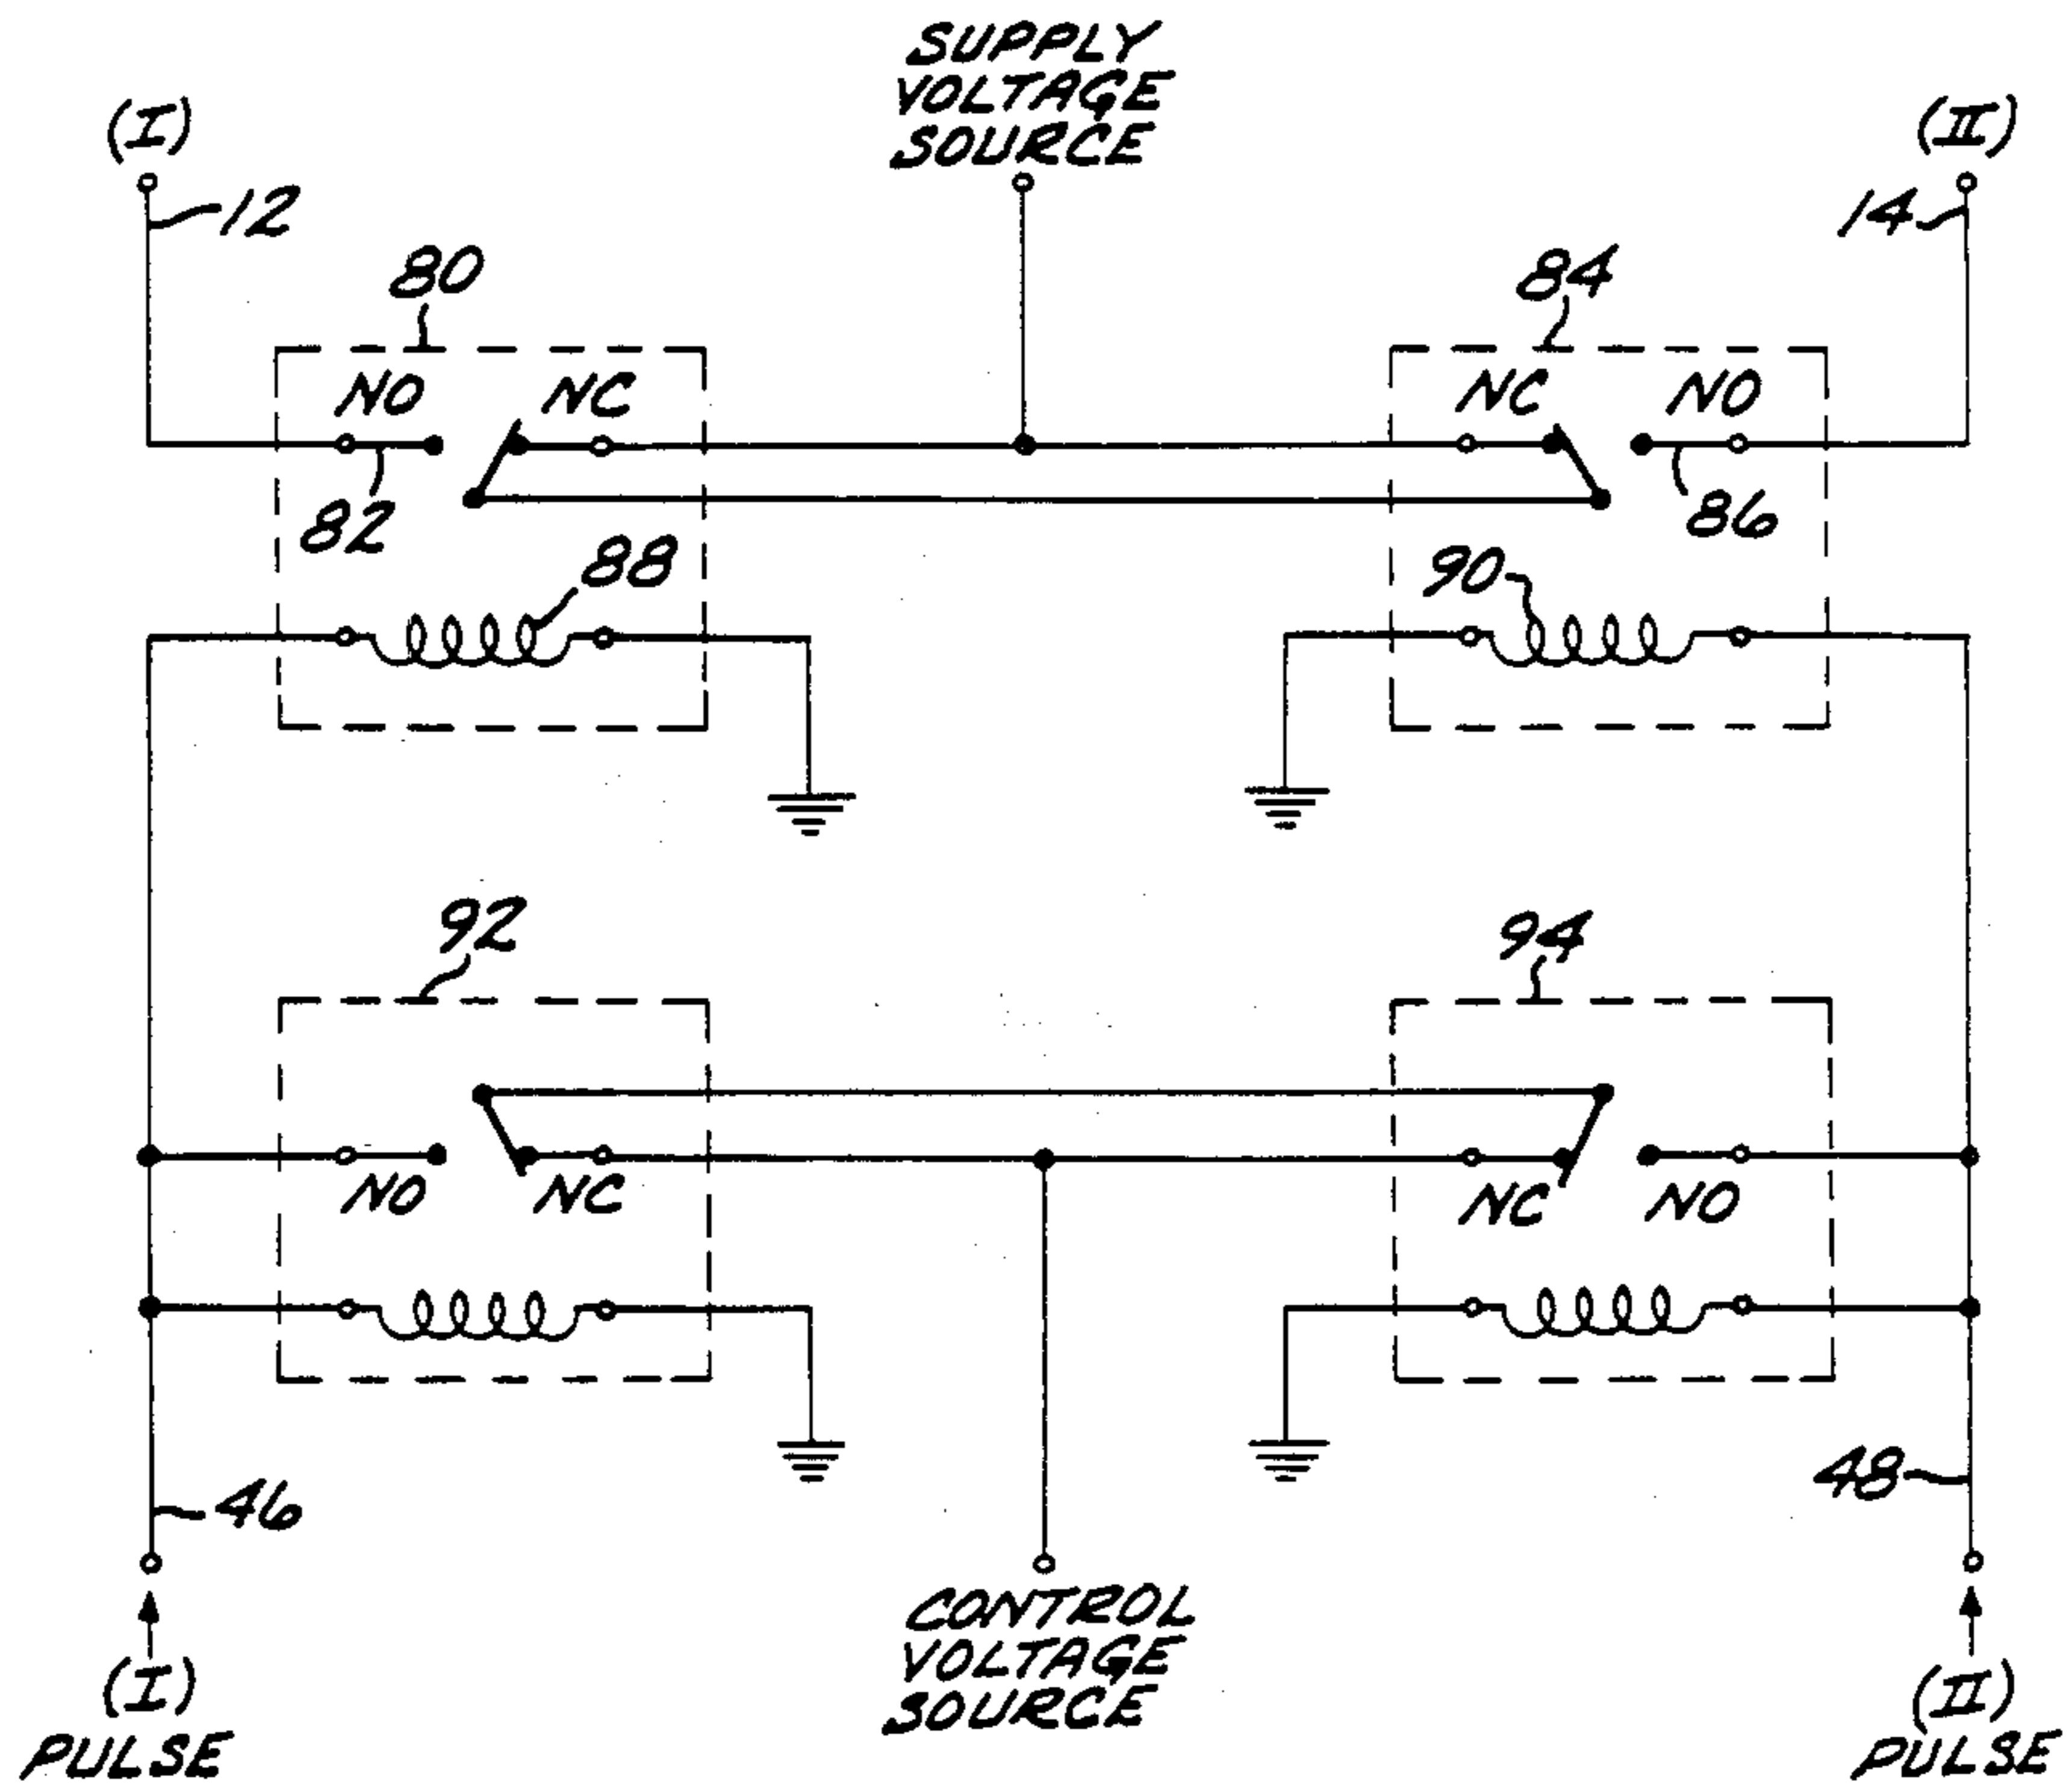 SUPPLY
VOLTAGE
SOURCE
(I)
(II)
12
14
80
84
NO
NC
NC
NO
82
86
88
90
92
94
NO
NC
NC
NO
46
48
CONTROL
VOLTAGE
SOURCE
(I)
PULSE
(II)
PULSE